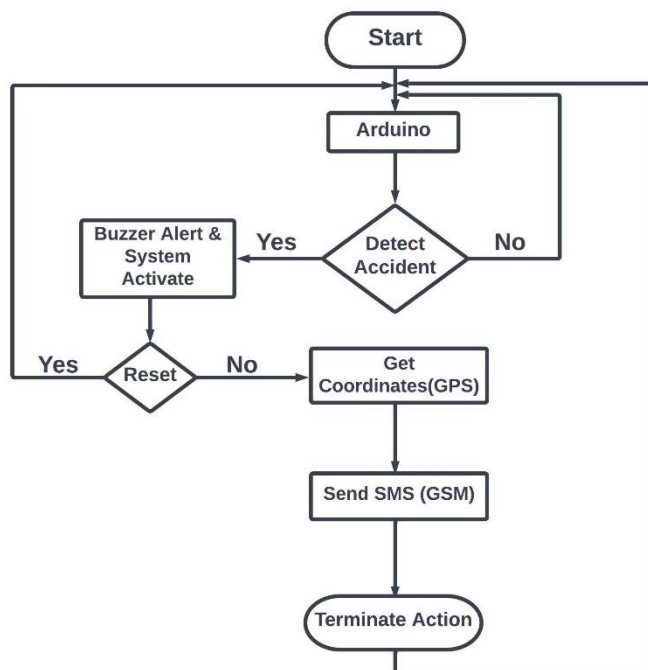 Start
Arduino
Detect
Accident
Yes
No
Buzzer Alert &
System
Activate
Reset
Yes
No
Get
Coordinates(GPS)
Send SMS (GSM)
Terminate Action